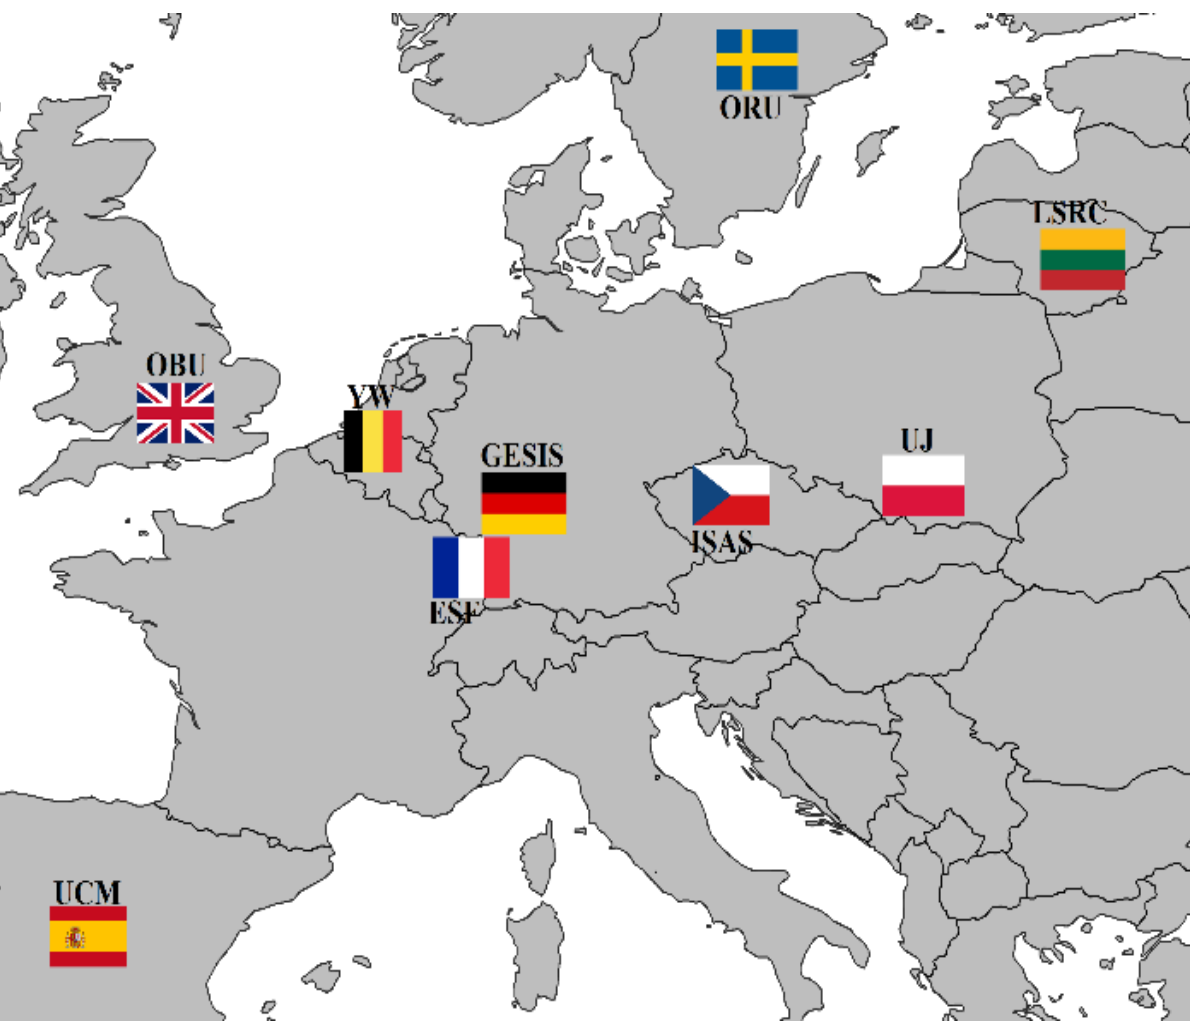 ORU
LSRC
OBU
YW
UJ
GESIS
ISAS
ESF
UCM